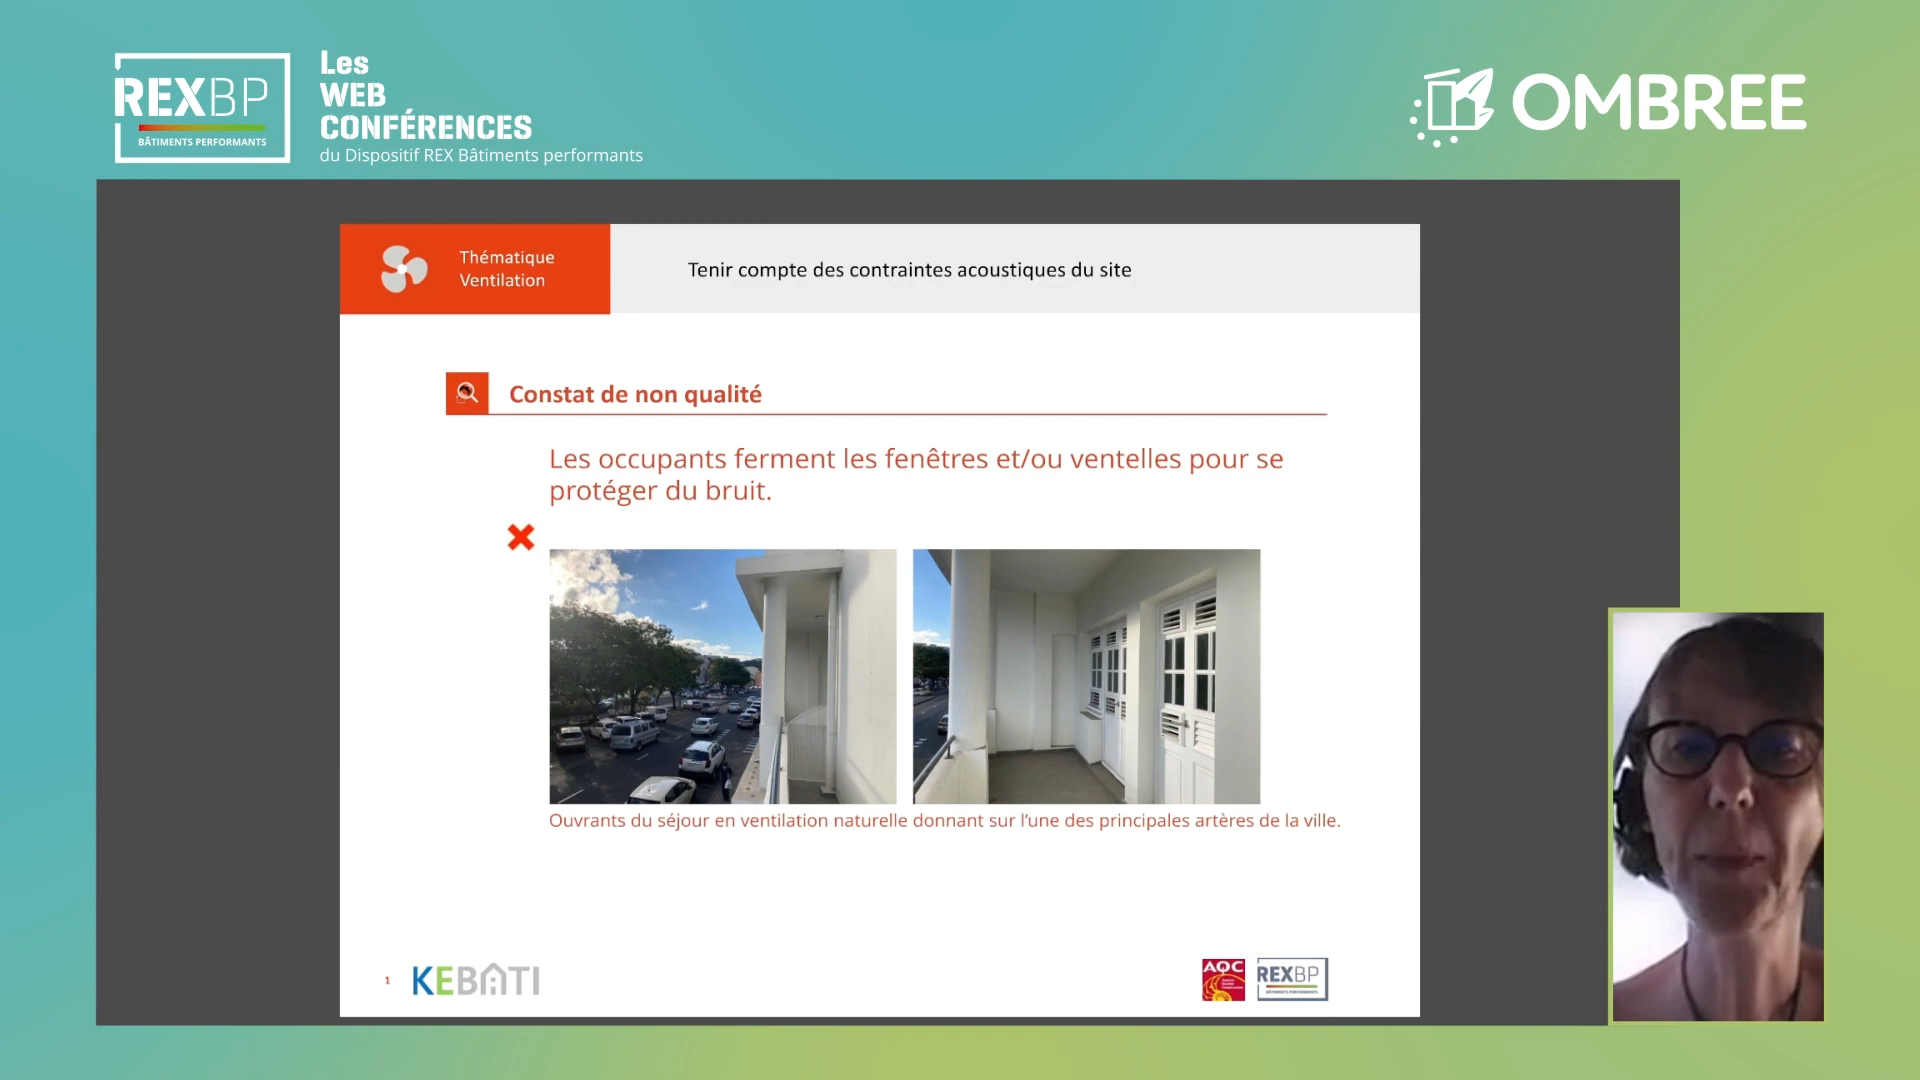 REXBP
BÂTIMENTS PERFORMANTS
Les
WEB
CONFÉRENCES
du Dispositif REX Bâtiments performants
OMBREE
Thématique
Ventilation
Tenir compte des contraintes acoustiques du site
Constat de non qualité
Les occupants ferment les fenêtres et/ou ventelles pour se
protéger du bruit.
Ouvrants du séjour en ventilation naturelle donnant sur l'une des principales artères de la ville.
1
KEBATI
AQC
REXBP
BÂTIMENTS PERFORMANTS